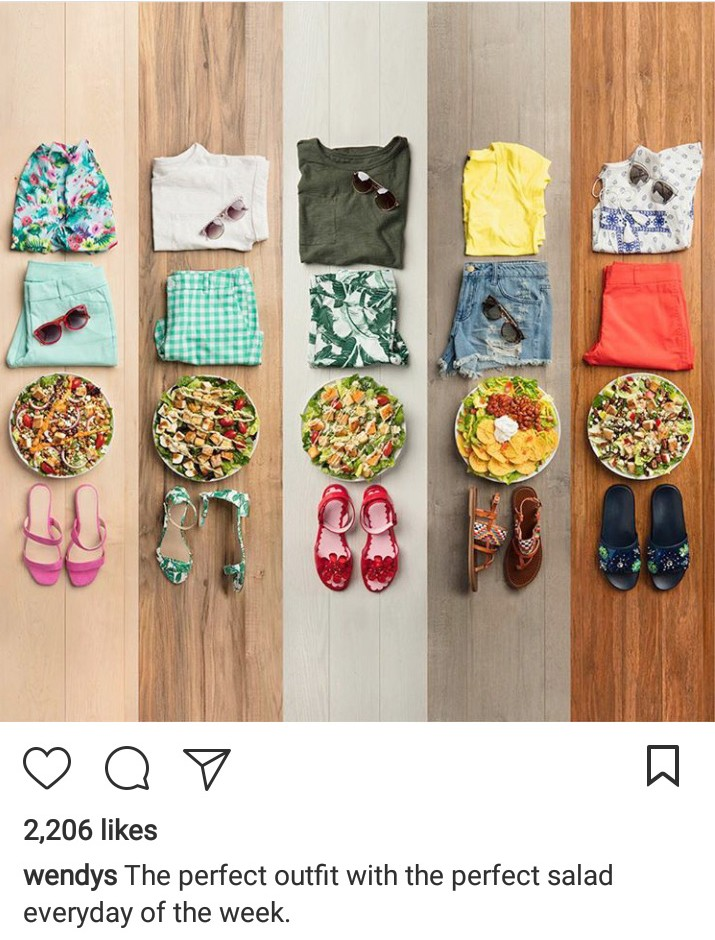 2,206 likes
wendys The perfect outfit with the perfect salad
everyday of the week.